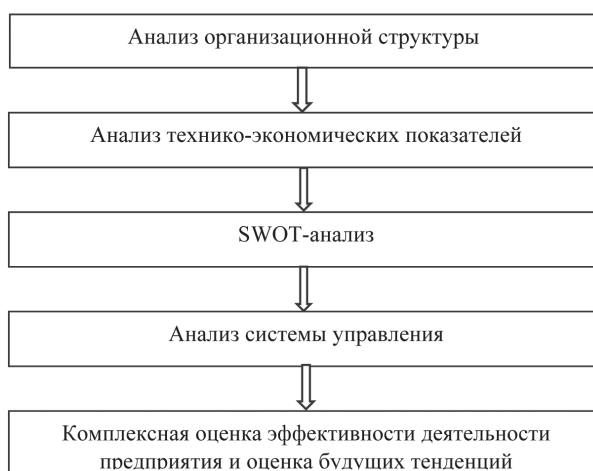 Анализ организационной структуры
Анализ технико-экономических показателей
SWOT-анализ
Анализ системы управления
Комплексная оценка эффективности деятельности
предприятия и оценка будущих тенденций